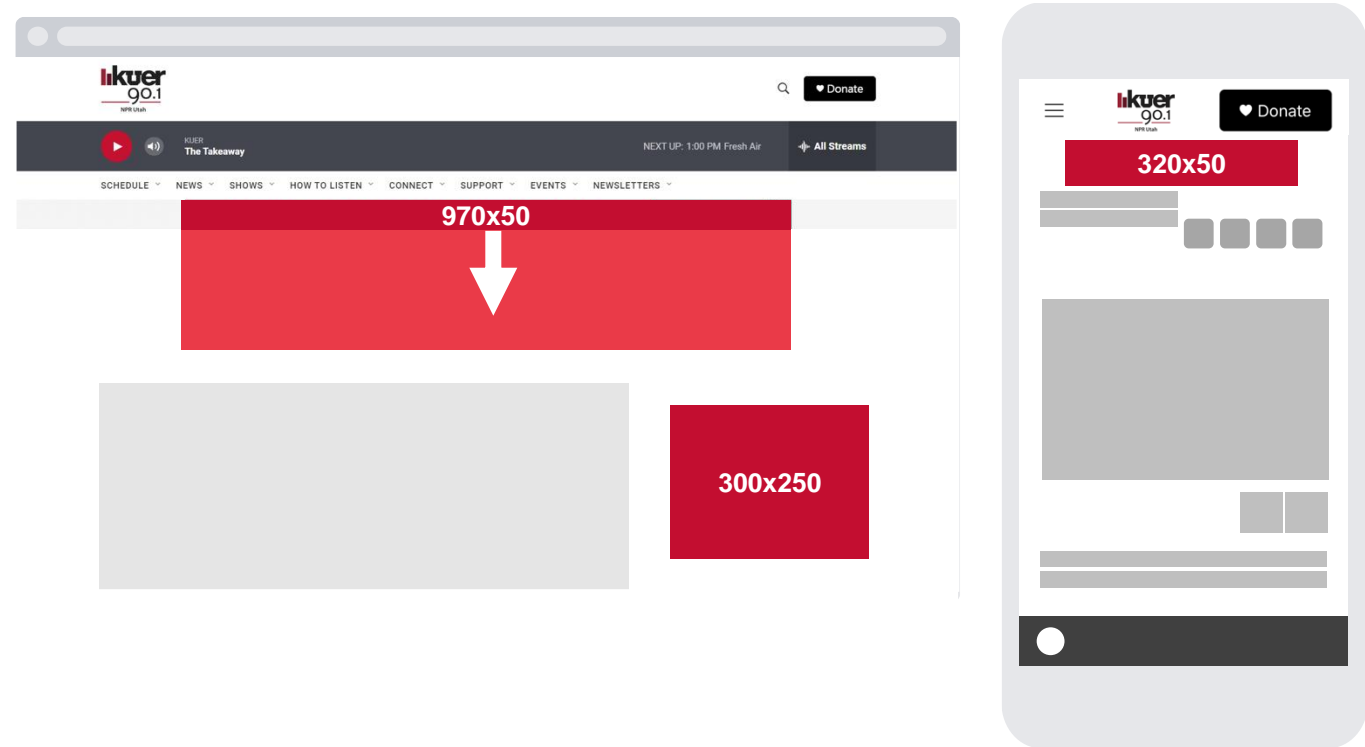 kuer
90.1
NPR Utah
Donate
KUER
The Takeaway
NEXT UP: 1:00 PM Fresh Air
All Streams
SCHEDULE NEWS SHOWS HOW TO LISTEN CONNECT SUPPORT EVENTS NEWSLETTERS
970x50
300x250
kuer
90.1
NPR Utah
Donate
320x50